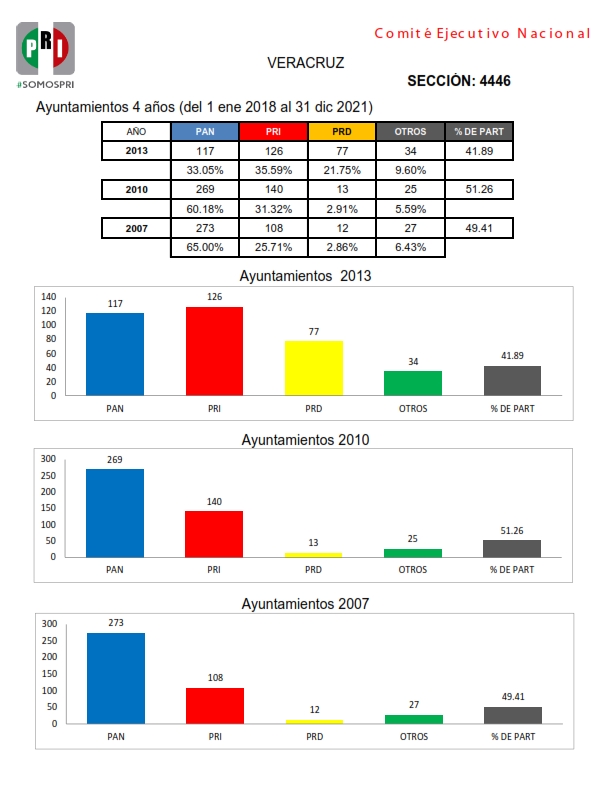 PRI
#SOMOSPRI
Comité Ejecutivo Nacional
VERACRUZ
SECCIÓN: 4446
Ayuntamientos 4 años (del 1 ene 2018 al 31 dic 2021)
AÑO PAN PRI PRD OTROS % DE PART
2013 117 126 77 34 41.89
33.05% 35.59% 21.75% 9.60%
2010 269 140 13 25 51.26
60.18% 31.32% 2.91% 5.59%
2007 273 108 12 27 49.41
65.00% 25.71% 2.86% 6.43%
Ayuntamientos 2013
140
120
100
80
60
40
20
0
117 126 77 34 41.89
PAN PRI PRD OTROS % DE PART
Ayuntamientos 2010
300
250
200
150
100
50
0
269 140 13 25 51.26
PAN PRI PRD OTROS % DE PART
Ayuntamientos 2007
300
250
200
150
100
50
0
273 108 12 27 49.41
PAN PRI PRD OTROS % DE PART